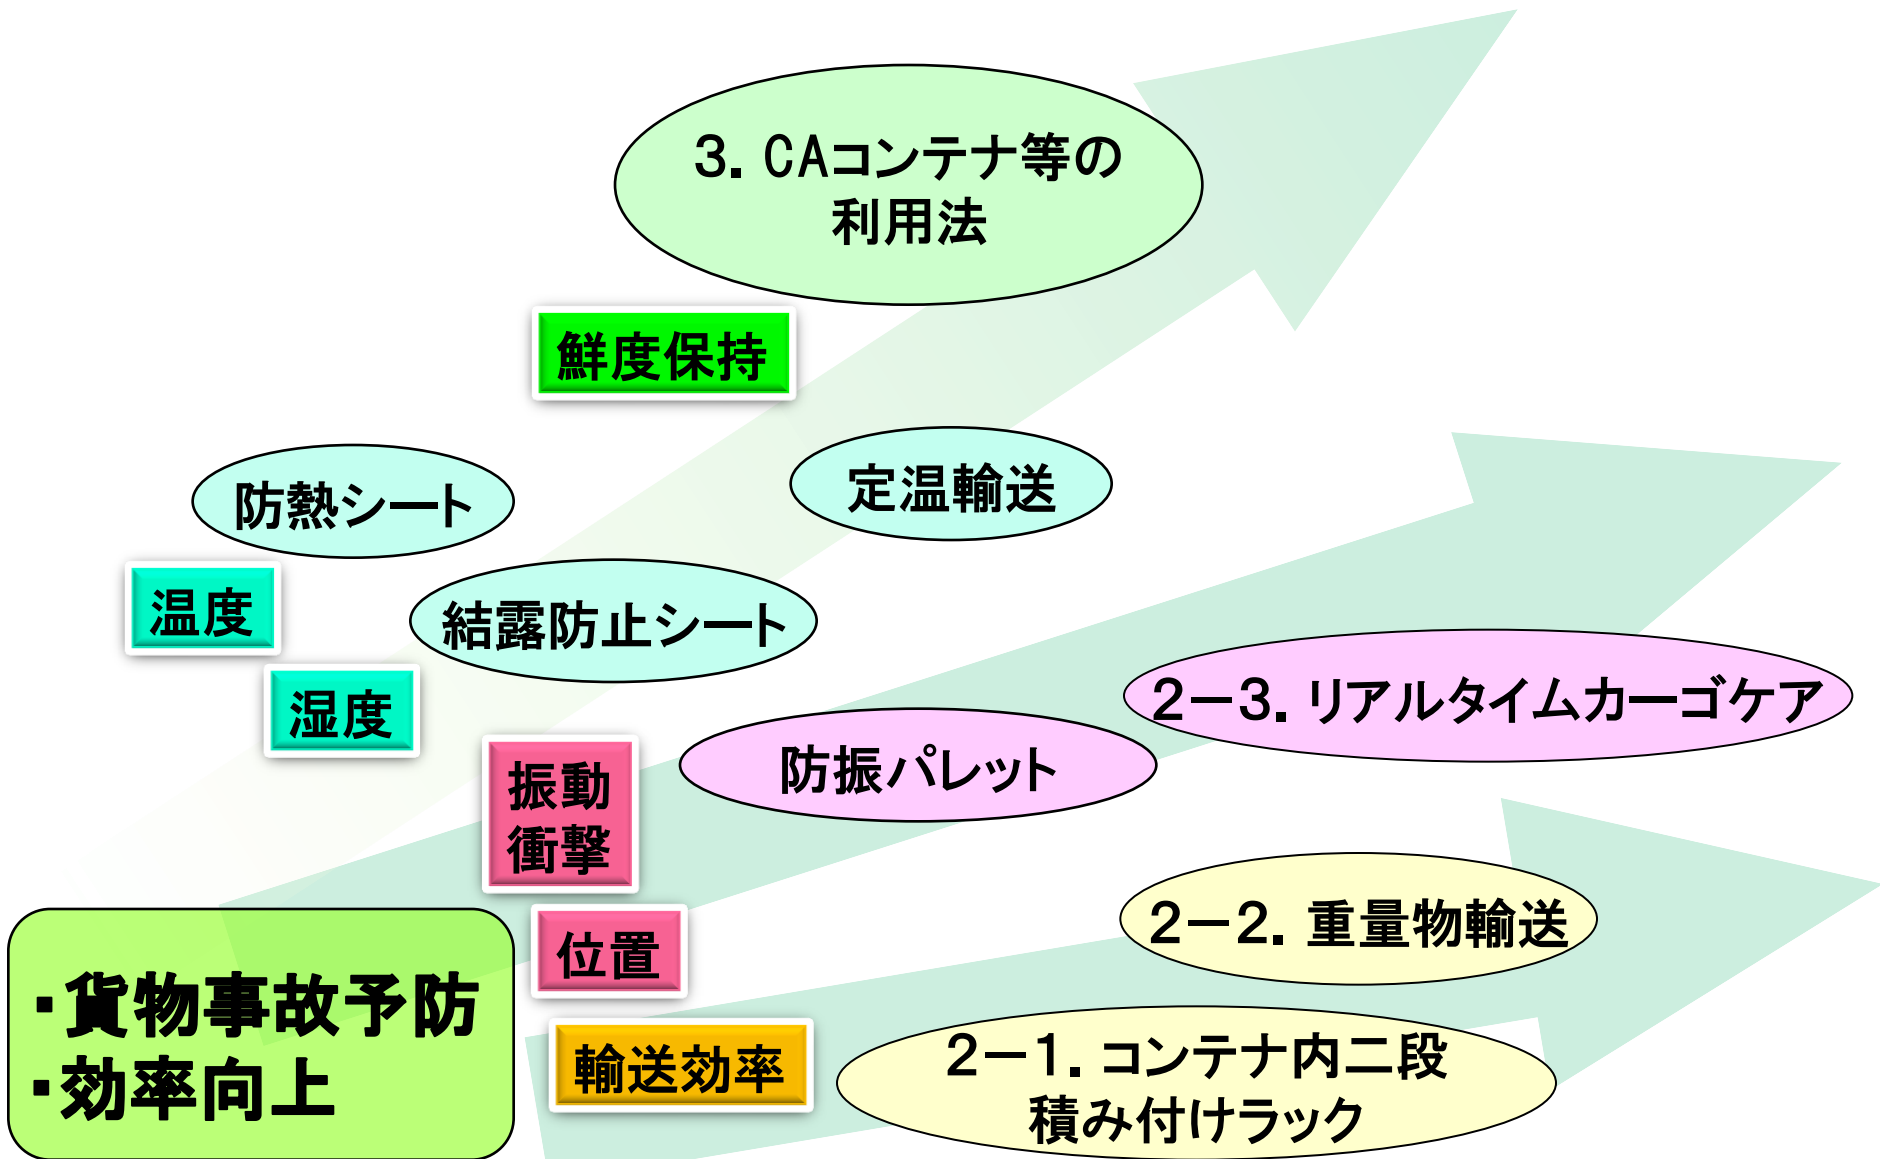 3．CAコンテナ等の
利用法
鮮度保持
防熱シート
定温輸送
温度
結露防止シート
湿度
2－3．リアルタイムカーゴケア
防振パレット
振動
衝撃
2－2．重量物輸送
位置
・貨物事故予防
・効率向上
輸送効率
2－1．コンテナ内二段
積み付けラック